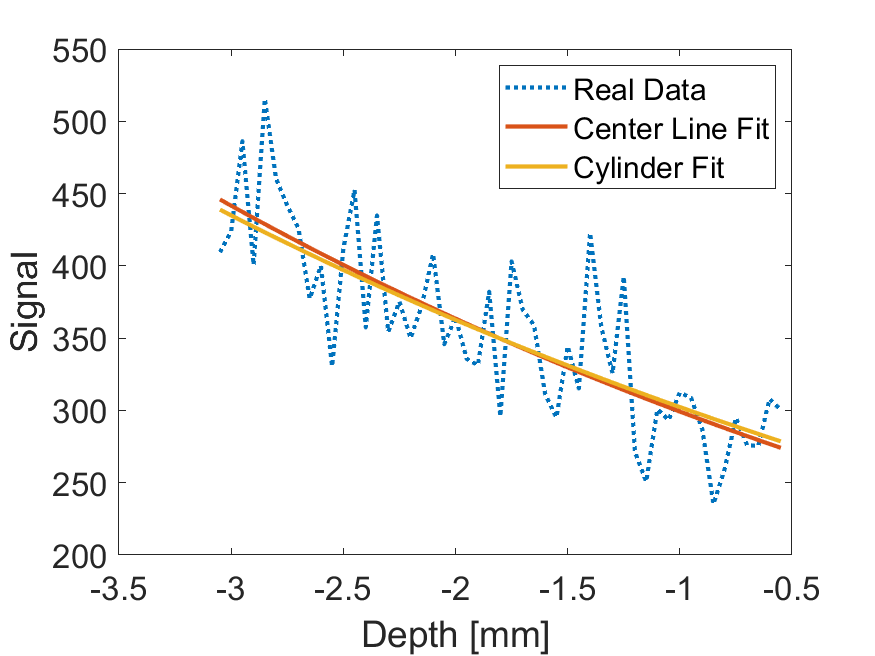 550
500
450
400
350
300
250
200
Signal
Real Data
Center Line Fit
Cylinder Fit
-3.5 -3 -2.5 -2 -1.5 -1 -0.5
Depth [mm]